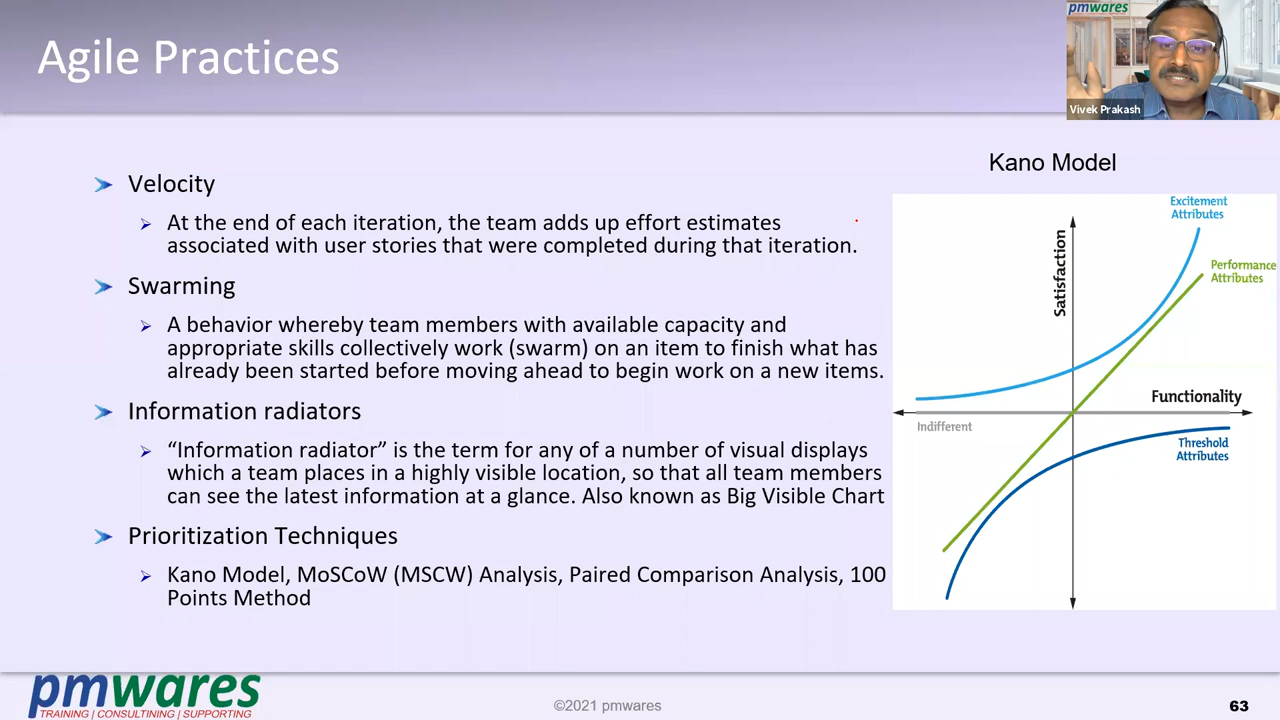 Agile Practices
pmwares
Vivek Prakash
Velocity
At the end of each iteration, the team adds up effort estimates
associated with user stories that were completed during that iteration.
Swarming
A behavior whereby team members with available capacity and
appropriate skills collectively work (swarm) on an item to finish what has
already been started before moving ahead to begin work on a new items.
Information radiators
“Information radiator” is the term for any of a number of visual displays
which a team places in a highly visible location, so that all team members
can see the latest information at a glance. Also known as Big Visible Chart
Prioritization Techniques
Kano Model, MoSCoW (MSCW) Analysis, Paired Comparison Analysis, 100
Points Method
Kano Model
Excitement
Attributes
Satisfaction
Performance
Attributes
Functionality
Indifferent
Threshold
Attributes
pmwares
TRAINING | CONSULTINING | SUPPORTING
©2021 pmwares
63